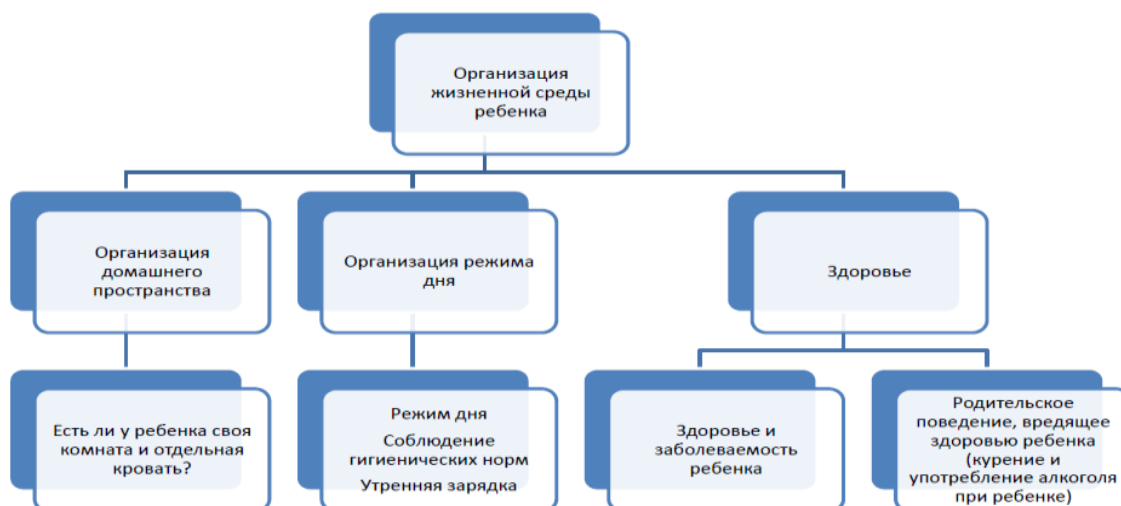 Организация
жизненной среды
ребенка
Организация
домашнего
пространства
Организация режима
дня
Здоровье
Есть ли у ребенка своя
комната и отдельная
кровать?
Режим дня
Соблюдение
гигиенических норм
Утренняя зарядка
Здоровье и
заболеваемость
ребенка
Родительское
поведение, вредящее
здоровью ребенка
(курение и
употребление алкоголя
при ребенке)